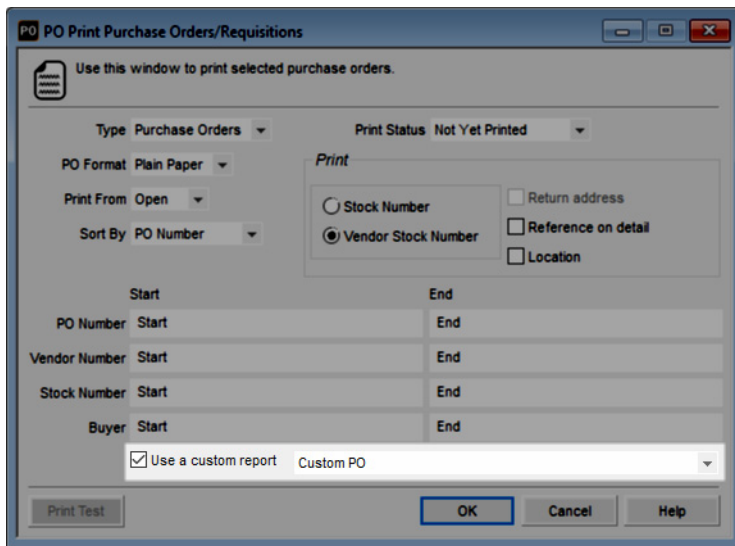 PO PO Print Purchase Orders/Requisitions
Use this window to print selected purchase orders.
Type Purchase Orders Print Status Not Yet Printed
PO Format Plain Paper Print
Print From Open Stock Number Return address
Sort By PO Number Vendor Stock Number Reference on detail
Location
Start End
PO Number Start End
Vendor Number Start End
Stock Number Start End
Buyer Start End
Use a custom report Custom PO
Print Test OK Cancel Help